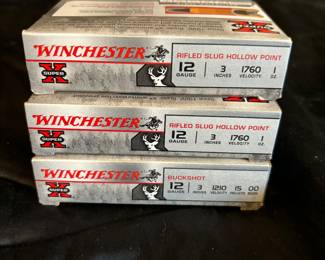 WINCHESTER
SUPER X
RIFLED SLUG HOLLOW POINT
12 GAUGE 3 INCHES 1760 VELOCITY 1 OZ.
WINCHESTER
SUPER X
RIFLED SLUG HOLLOW POINT
12 GAUGE 3 INCHES 1760 VELOCITY 1 OZ.
WINCHESTER
SUPER X
BUCKSHOT
12 GAUGE 3 INCHES 1210 VELOCITY 15 PELLETS 00 BUCK